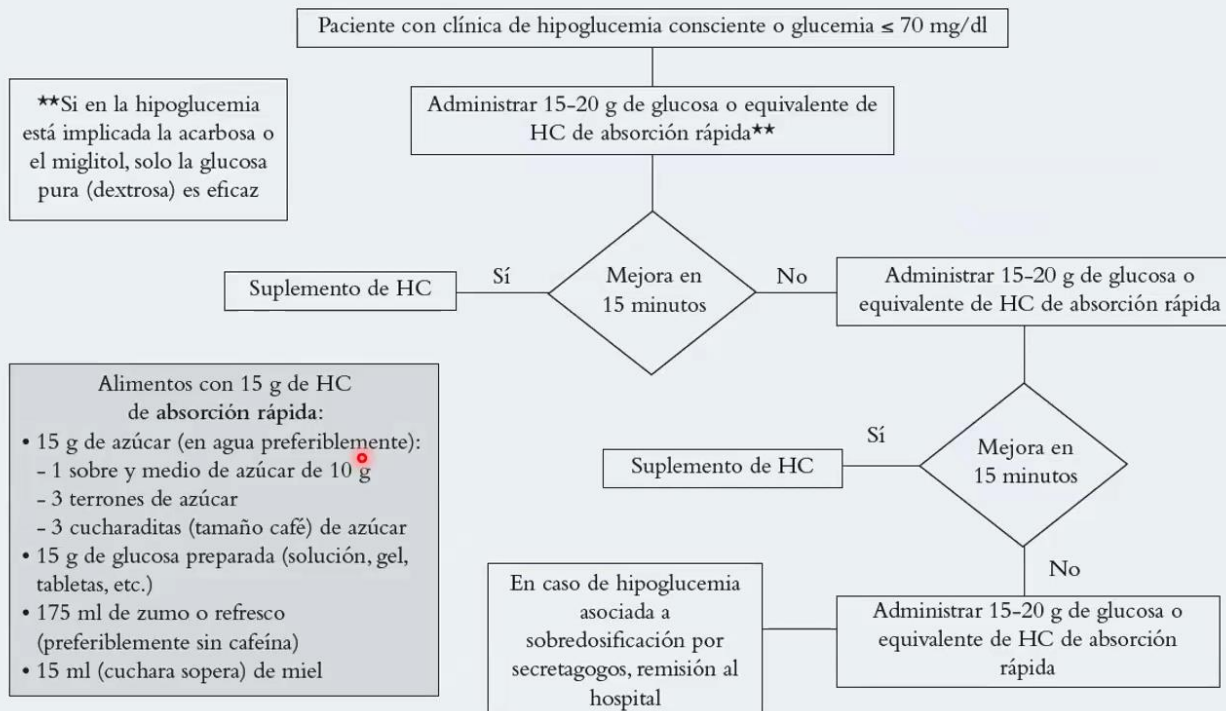 Paciente con clínica de hipoglucemia consciente o glucemia ≤ 70 mg/dl
★★Si en la hipoglucemia
está implicada la acarbosa o
el miglitol, solo la glucosa
pura (dextrosa) es eficaz
Administrar 15-20 g de glucosa o equivalente de
HC de absorción rápida★★
Mejora en
15 minutos
Sí
Suplemento de HC
No
Administrar 15-20 g de glucosa o
equivalente de HC de absorción rápida
Mejora en
15 minutos
Sí
Suplemento de HC
No
Administrar 15-20 g de glucosa o
equivalente de HC de absorción
rápida
En caso de hipoglucemia
asociada a
sobredosificación por
secretagogos, remisión al
hospital
Alimentos con 15 g de HC
de absorción rápida:
• 15 g de azúcar (en agua preferiblemente):
- 1 sobre y medio de azúcar de 10 g
- 3 terrones de azúcar
- 3 cucharaditas (tamaño café) de azúcar
• 15 g de glucosa preparada (solución, gel,
tabletas, etc.)
• 175 ml de zumo o refresco
(preferiblemente sin cafeína)
• 15 ml (cuchara sopera) de miel